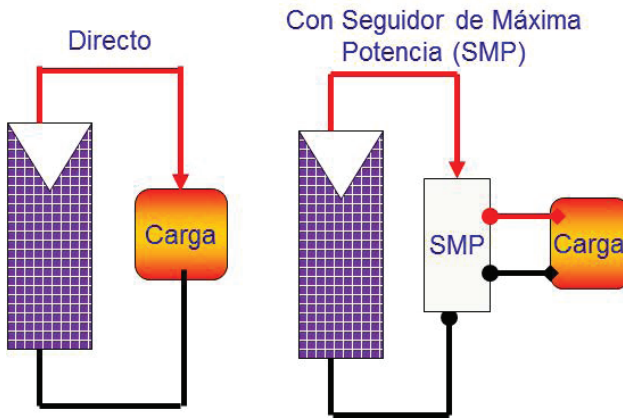 Directo
Carga
Con Seguidor de Máxima
Potencia (SMP)
SMP
Carga